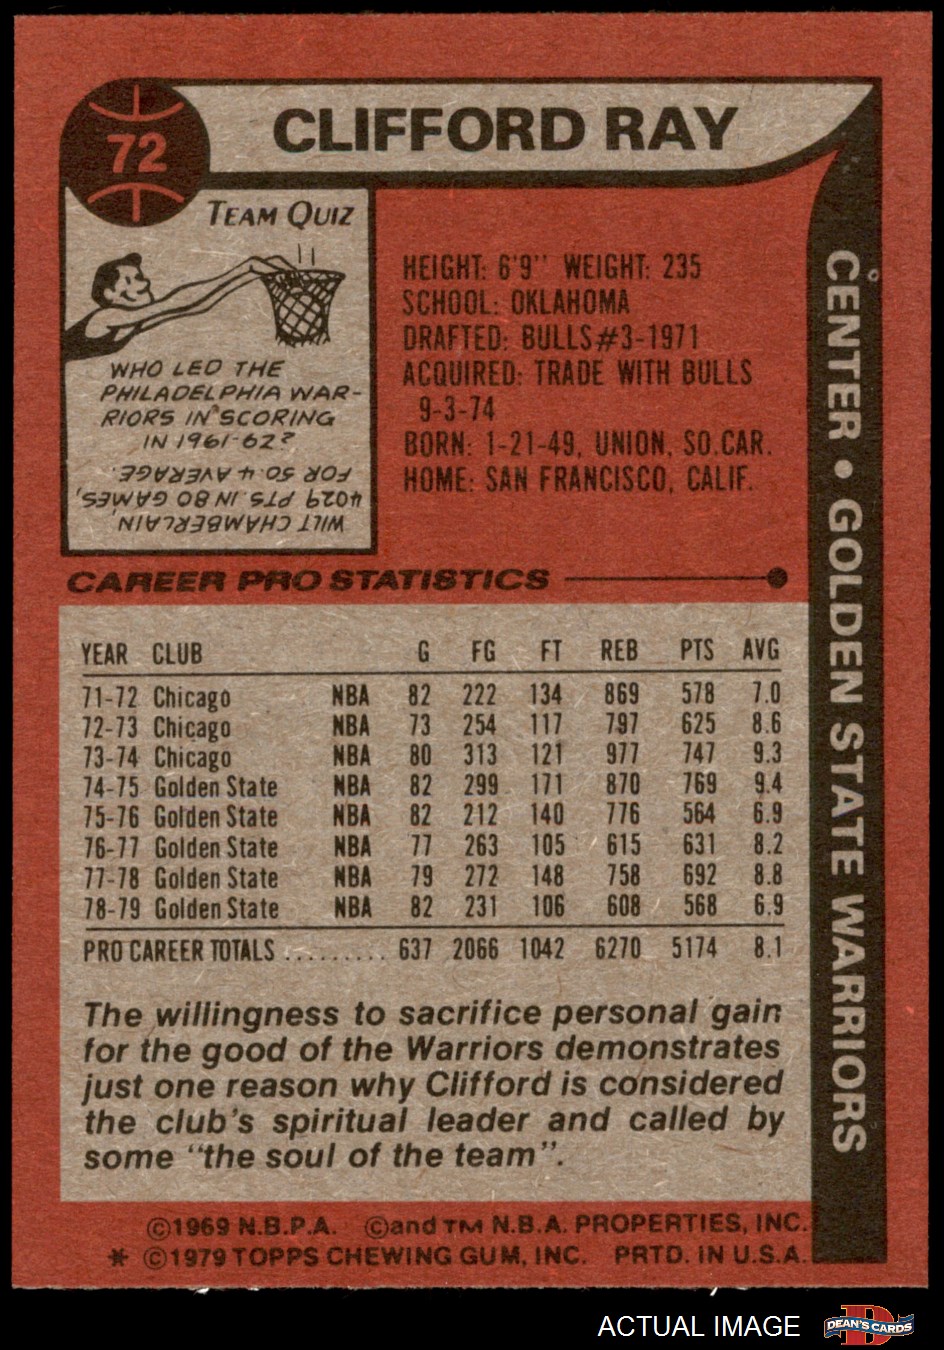 72
CLIFFORD RAY
TEAM QUIZ
WHO LED THE
PHILADELPHIA WAR-
RIORS IN SCORING
IN 1961-62?
WILT CHAMBERLAIN,
4029 PTS. IN 80 GAMES,
FOR 50.4 AVERAGE.
HEIGHT: 6'9" WEIGHT: 235
SCHOOL: OKLAHOMA
DRAFTED: BULLS#3-1971
ACQUIRED: TRADE WITH BULLS
9-3-74
BORN: 1-21-49, UNION, SO.CAR.
HOME: SAN FRANCISCO, CALIF.
CENTER • GOLDEN STATE WARRIORS
CAREER PRO STATISTICS
YEAR CLUB G FG FT REB PTS AVG
71-72 Chicago NBA 82 222 134 869 578 7.0
72-73 Chicago NBA 73 254 117 797 625 8.6
73-74 Chicago NBA 80 313 121 977 747 9.3
74-75 Golden State NBA 82 299 171 870 769 9.4
75-76 Golden State NBA 82 212 140 776 564 6.9
76-77 Golden State NBA 77 263 105 615 631 8.2
77-78 Golden State NBA 79 272 148 758 692 8.8
78-79 Golden State NBA 82 231 106 608 568 6.9
PRO CAREER TOTALS ......... 637 2066 1042 6270 5174 8.1
The willingness to sacrifice personal gain
for the good of the Warriors demonstrates
just one reason why Clifford is considered
the club's spiritual leader and called by
some "the soul of the team".
©1969 N.B.P.A. ©and TM N.B.A. PROPERTIES, INC.
* ©1979 TOPPS CHEWING GUM, INC. PRTD. IN U.S.A.
ACTUAL IMAGE
DEAN'S CARDS